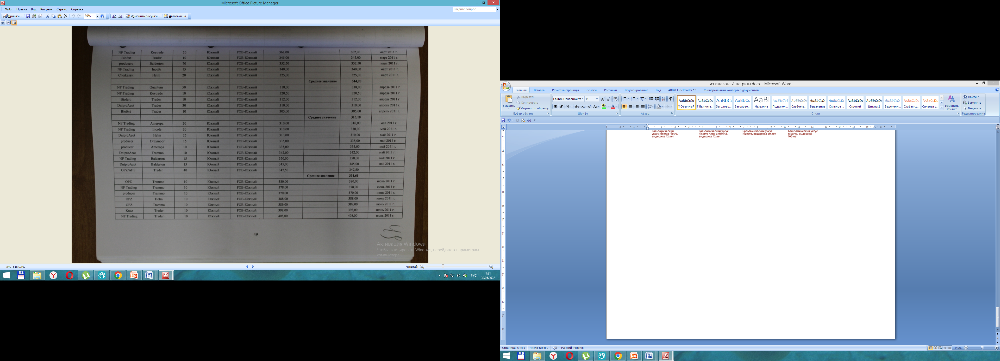 Microsoft Office Picture Manager
Файл Правка Вид Рисунок Сервис Справка
Введите вопрос
Ярлыки... 39% Изменить рисунки... Автозамена
NF Trading Keytrade 20 Южный FOB-Южный 362,00 362,00 март 2011 г.
Biofert Trader 10 Южный FOB-Южный 345,00 345,00 март 2011 г.
producers Balderton 70 Южный FOB-Южный 352,50 352,50 март 2011 г.
NF Trading Incofe 15 Южный FOB-Южный 340,00 340,00 март 2011 г.
Cherkassy Helm 20 Южный FOB-Южный 325,00 325,00 март 2011 г.
Среднее значение 344,90
NF Trading Quantum 50 Южный FOB-Южный 318,00 318,00 апрель 2011 г.
NF Trading Keytrade 10 Южный FOB-Южный 320,50 320,50 апрель 2011 г.
Biofert Trader 10 Южный FOB-Южный 312,00 312,00 апрель 2011 г.
DniproAzot Trader 30 Южный FOB-Южный 310,00 310,00 апрель 2011 г.
Biofert Trader 10 Южный FOB-Южный 305,00 305,00 апрель 2011 г.
Среднее значение 313,10
NF Trading Ameropa 20 Южный FOB-Южный 310,00 310,00 май 2011 г.
NF Trading Incofe 20 Южный FOB-Южный 310,00 310,00 май 2011 г.
DniproAzot Helm 25 Южный FOB-Южный 310,00 310,00 май 2011 г.
producer Dreymoor 15 Южный FOB-Южный 335,00 335,00 май 2011 г.
producer Ameropa 10 Южный FOB-Южный 335,00 335,00 май 2011 г.
DniproAzot Trammo 10 Южный FOB-Южный 342,00 342,00 май 2011 г.
NF Trading Balderton 15 Южный FOB-Южный 350,00 350,00 май 2011 г.
DniproAzot Balderton 15 Южный FOB-Южный 345,00 345,00 май 2011 г.
OPZ/AFT Trader 40 Южный FOB-Южный 347,50 347,50
Среднее значение 331,61
OPZ Trammo 10 Южный FOB-Южный 380,00 380,00 июнь 2011 г.
NF Trading Trammo 10 Южный FOB-Южный 378,00 378,00 июнь 2011 г.
producer Trammo 10 Южный FOB-Южный 370,00 370,00 июнь 2011 г.
OPZ Helm 10 Южный FOB-Южный 388,00 388,00 июнь 2011 г.
OPZ Trammo 10 Южный FOB-Южный 389,00 389,00 июнь 2011 г.
Kuaz Trader 10 Южный FOB-Южный 398,00 398,00 июнь 2011 г.
NF Trading Trader 10 Южный FOB-Южный 408,00 408,00 июнь 2011 г.
49
Активация Windows
Чтобы активировать Windows, перейдите к параметрам
компьютера.
IMG_8184.JPG
Масштаб:
РУС
1:31
30.05.2022
из каталога Интегриты.docx - Microsoft Word
Главная Вставка Разметка страницы Ссылки Рассылки Рецензирование Вид ABBYY FineReader 12 Универсальный конвертер документов
Вставить
Вырезать
Копировать
Формат по образцу
Буфер обмена
Calibri (Основной те 11
Ж К Ч abc x₂ x² Aa
Шрифт
Абзац
AaBbCcDc AaBbCcDc AaBbCc AaBbCc AaBl AaBbCcL AaBbCcDc AaBbCcDc AaBbCcDc AaBbCcDc AaBbCcDc AaBbCcDc AABBCCDC AABBCCDC
¶ Обычный ¶ Без инте... Заголово... Заголово... Название Подзагол... Слабое в... Выделение Сильное ... Строгий Цитата 2 Выделенн... Слабая сс... Сильная с...
Изменить
стили
Стили
Найти
Заменить
Выделить
Редактирование
Бальзамический
уксус Riserva Pietro,
выдержка 12 лет
Бальзамический уксус
Riserva Anna anforina,
выдержка 12 лет
Бальзамический уксус
Rizesva, выдержка 50 лет
Бальзамический уксус
Riserva, выдержка
100 лет
Страница: 5 из 5 Число слов: 0 Русский (Россия) 140%